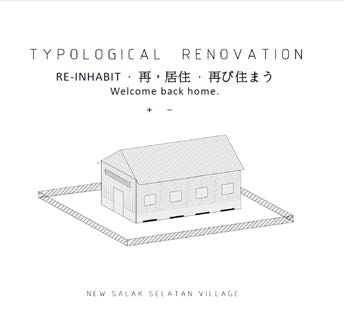 TYPOLOGICAL RENOVATION
RE-INHABIT · 再，居住 · 再び住まう
Welcome back home.
+ −
NEW SALAK SELATAN VILLAGE